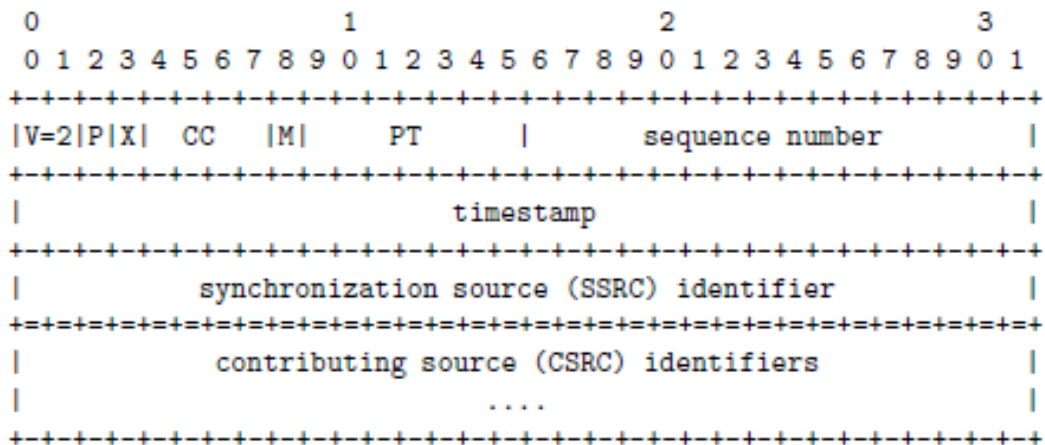 0                   1                   2                   3
 0 1 2 3 4 5 6 7 8 9 0 1 2 3 4 5 6 7 8 9 0 1 2 3 4 5 6 7 8 9 0 1
+-+-+-+-+-+-+-+-+-+-+-+-+-+-+-+-+-+-+-+-+-+-+-+-+-+-+-+-+-+-+-+-+
|V=2|P|X|  CC   |M|     PT      |       sequence number         |
+-+-+-+-+-+-+-+-+-+-+-+-+-+-+-+-+-+-+-+-+-+-+-+-+-+-+-+-+-+-+-+-+
|                           timestamp                           |
+-+-+-+-+-+-+-+-+-+-+-+-+-+-+-+-+-+-+-+-+-+-+-+-+-+-+-+-+-+-+-+-+
|           synchronization source (SSRC) identifier            |
+=+=+=+=+=+=+=+=+=+=+=+=+=+=+=+=+=+=+=+=+=+=+=+=+=+=+=+=+=+=+=+=+
|            contributing source (CSRC) identifiers             |
|                             ....                              |
+-+-+-+-+-+-+-+-+-+-+-+-+-+-+-+-+-+-+-+-+-+-+-+-+-+-+-+-+-+-+-+-+